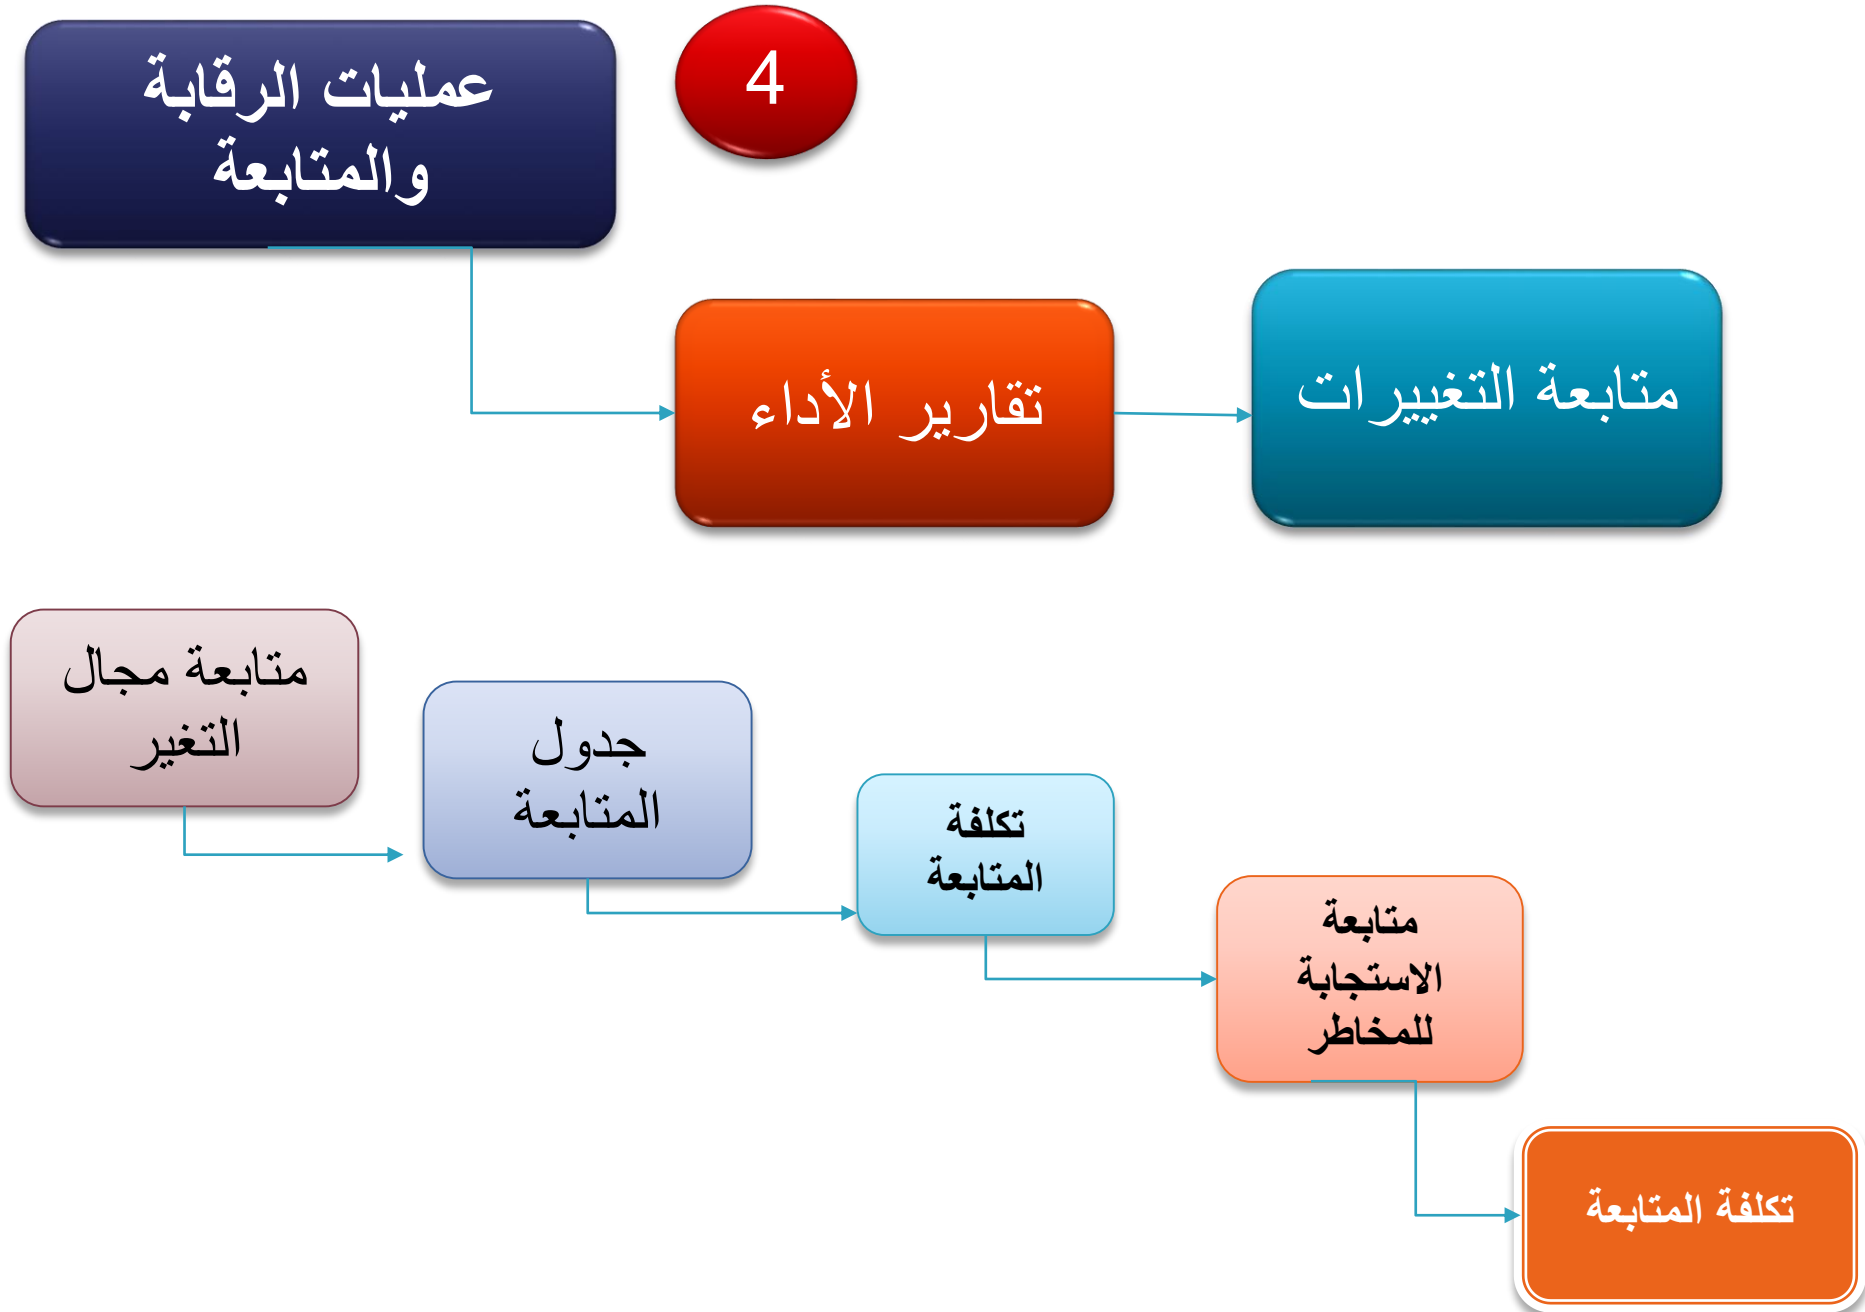 4
عمليات الرقابة
والمتابعة
تقارير الأداء
متابعة التغييرات
متابعة مجال
التغير
جدول
المتابعة
تكلفة
المتابعة
متابعة
الاستجابة
للمخاطر
تكلفة المتابعة